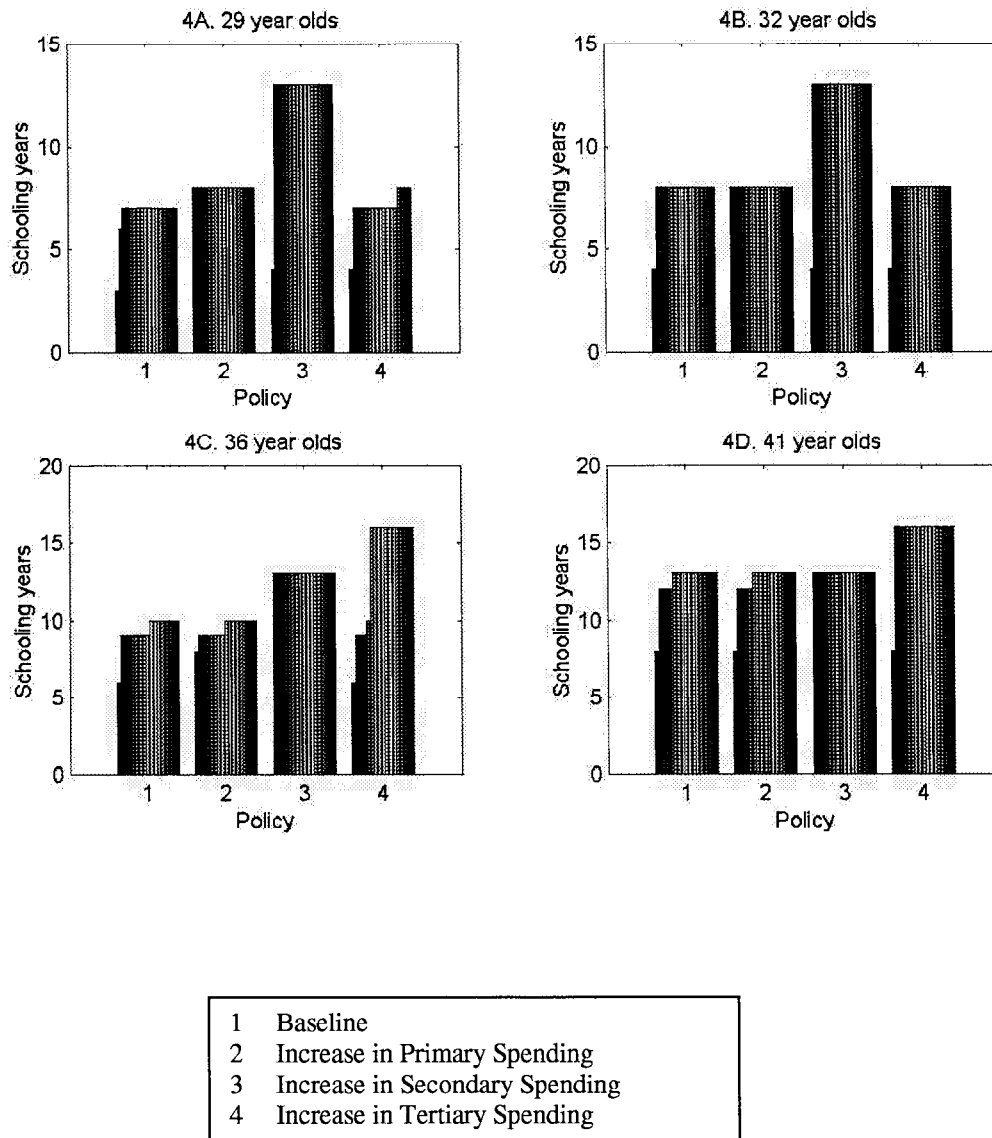 4A. 29 year olds
15
10
5
0
Schooling years
1 2 3 4
Policy
4B. 32 year olds
15
10
5
0
Schooling years
1 2 3 4
Policy
4C. 36 year olds
20
15
10
5
0
Schooling years
1 2 3 4
Policy
4D. 41 year olds
20
15
10
5
0
Schooling years
1 2 3 4
Policy
1 Baseline
2 Increase in Primary Spending
3 Increase in Secondary Spending
4 Increase in Tertiary Spending